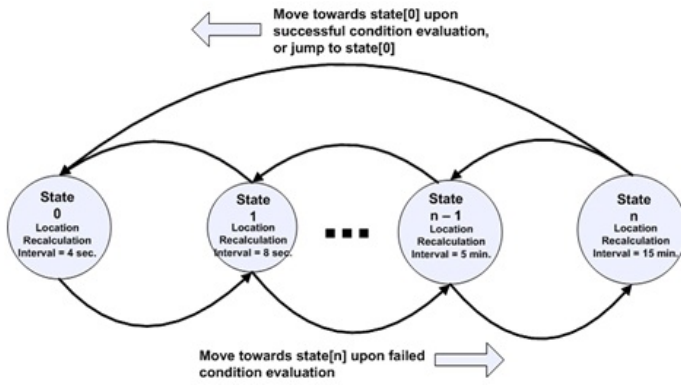 Move towards state[0] upon
successful condition evaluation,
or jump to state[0]
State
0
Location
Recalculation
Interval = 4 sec.
State
1
Location
Recalculation
Interval = 8 sec.
State
n – 1
Location
Recalculation
Interval = 5 min.
State
n
Location
Recalculation
Interval = 15 min.
Move towards state[n] upon failed
condition evaluation